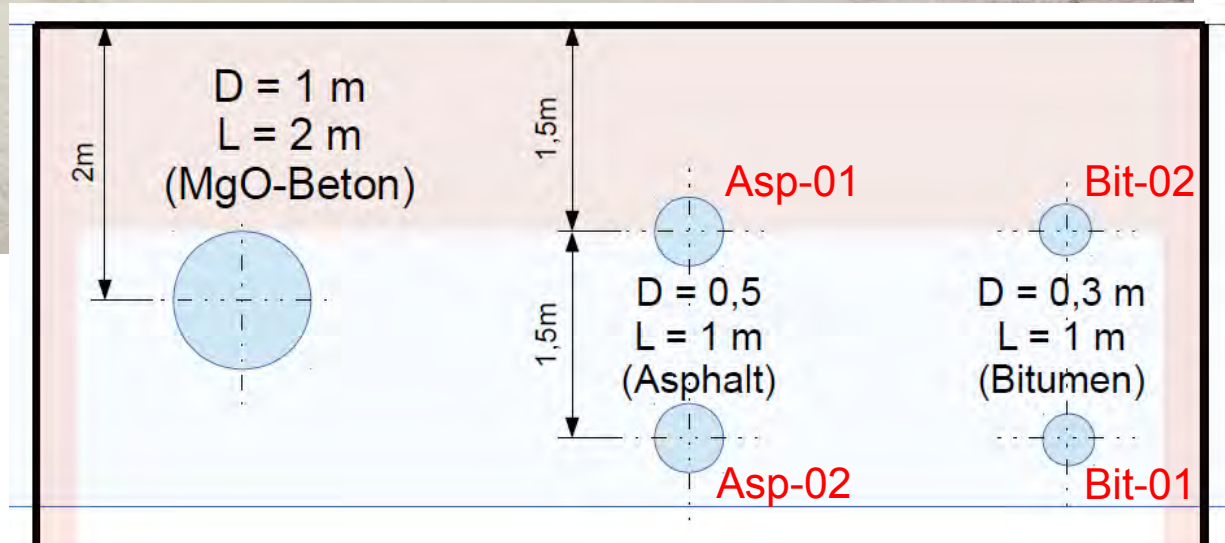 2m
D = 1 m
L = 2 m
(MgO-Beton)
1,5m
Asp-01
Bit-02
1,5m
D = 0,5
L = 1 m
(Asphalt)
D = 0,3 m
L = 1 m
(Bitumen)
Asp-02
Bit-01